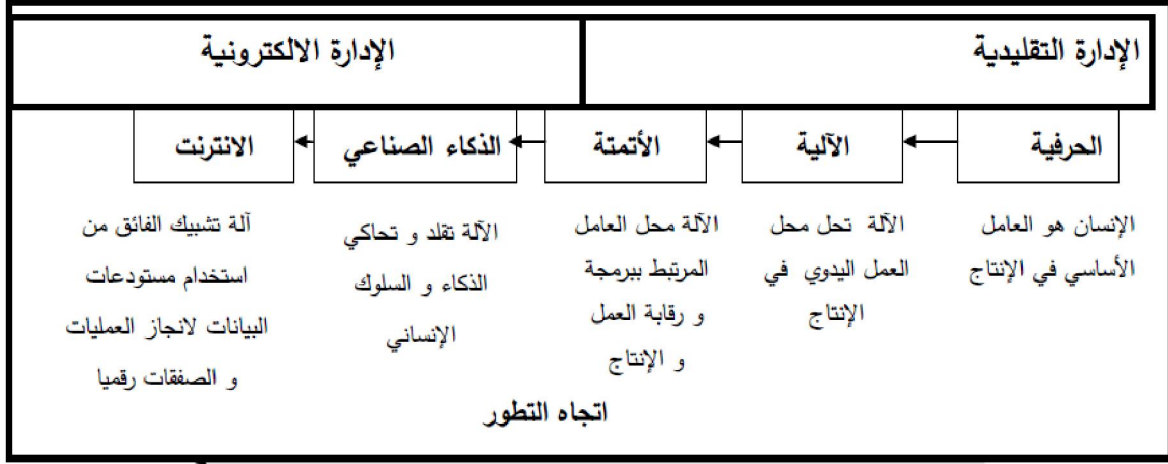 الإدارة التقليدية
الإدارة الالكترونية
الحرفية
الآلية
الأتمتة
الذكاء الصناعي
الانترنت
الإنسان هو العامل
الأساسي في الإنتاج
الآلة تحل محل
العمل اليدوي في
الإنتاج
الآلة محل العامل
المرتبط ببرمجة
و رقابة العمل
و الإنتاج
الآلة تقلد و تحاكي
الذكاء و السلوك
الإنساني
آلة تشبيك الفائق من
استخدام مستودعات
البيانات لانجاز العمليات
و الصفقات رقميا
اتجاه التطور